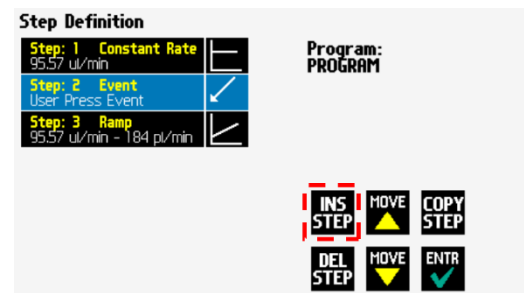 Step Definition
Step: 1 Constant Rate
95.57 ul/min
Step: 2 Event
User Press Event
Step: 3 Ramp
95.57 ul/min - 184 pl/min
Program:
PROGRAM
INS STEP
MOVE
COPY STEP
DEL STEP
MOVE
ENTR